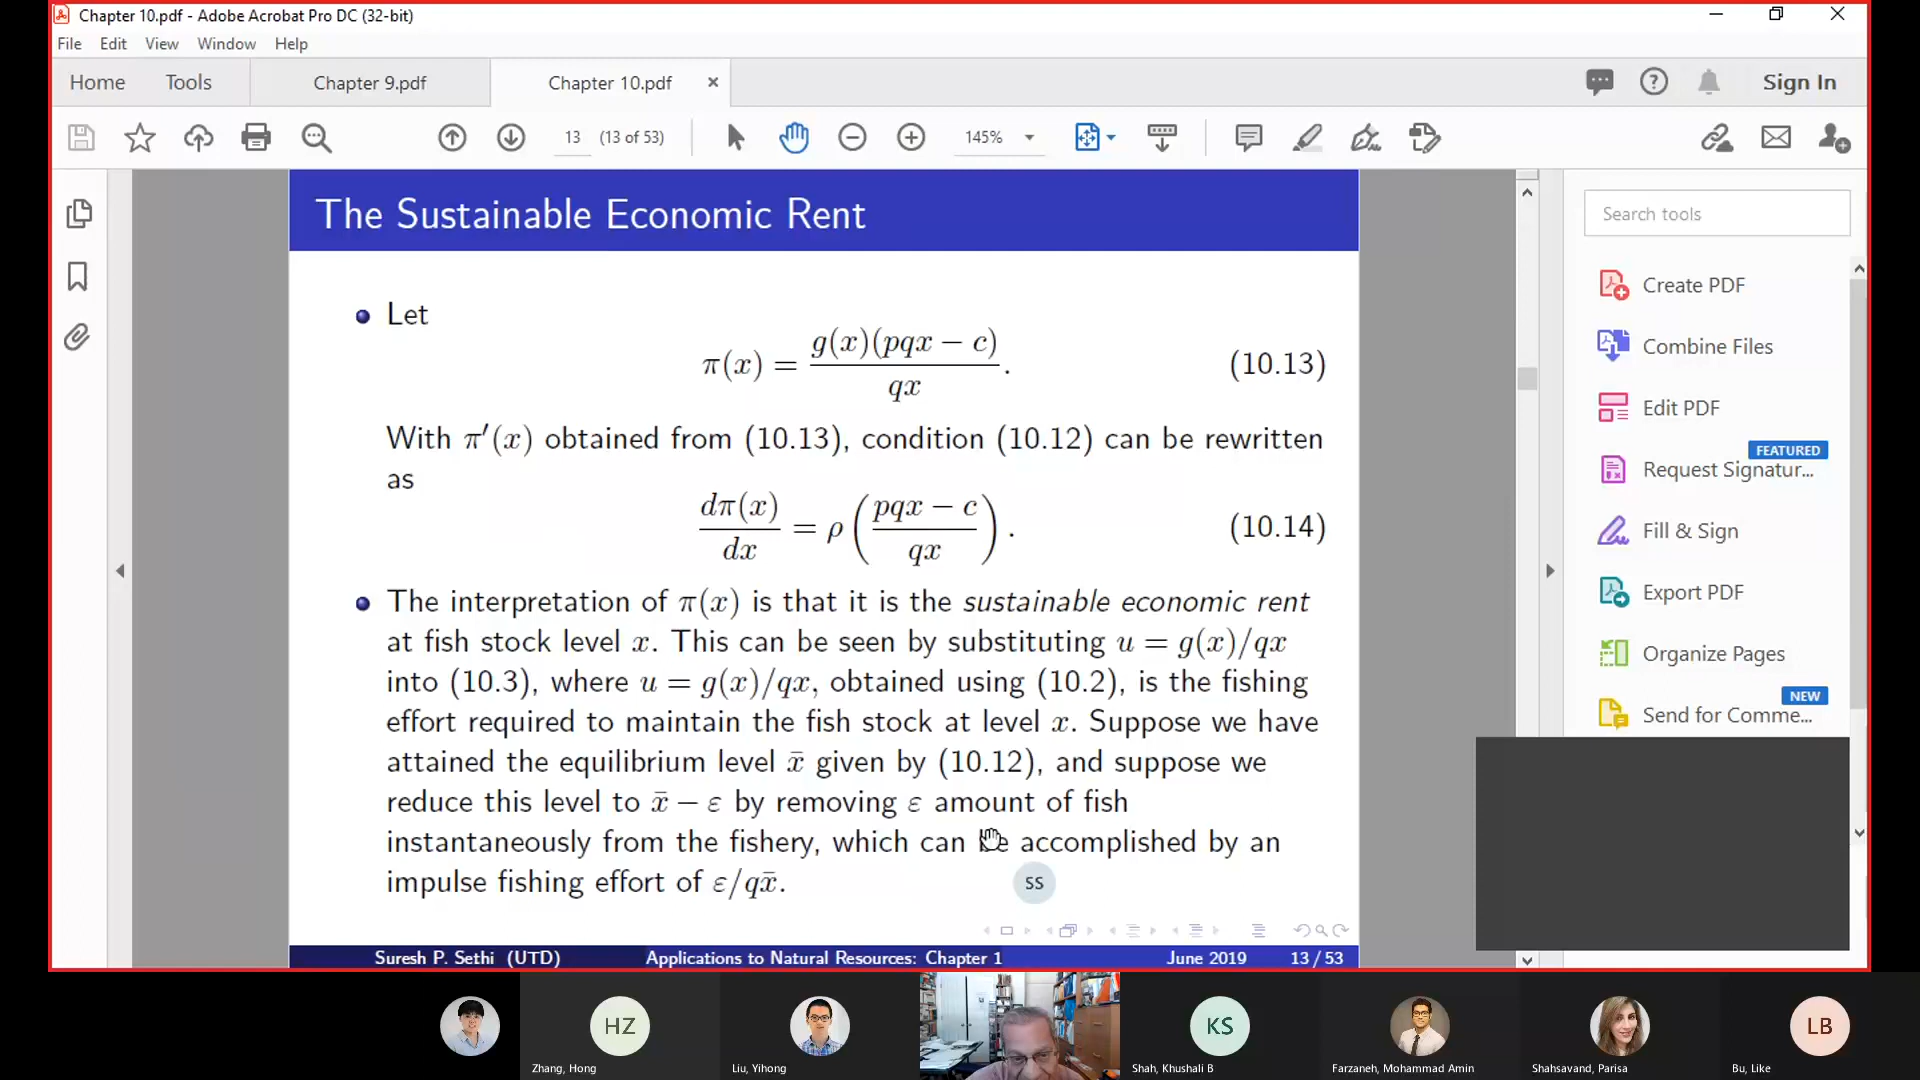 Chapter 10.pdf - Adobe Acrobat Pro DC (32-bit)
File Edit View Window Help
Home Tools Chapter 9.pdf Chapter 10.pdf × Sign In
13 (13 of 53) 145%
The Sustainable Economic Rent
Search tools
Create PDF
Combine Files
Edit PDF
FEATURED
Request Signatur...
Fill & Sign
Export PDF
Organize Pages
NEW
Send for Comme...
Let
π(x) = g(x)(pqx − c) / qx . (10.13)
With π′(x) obtained from (10.13), condition (10.12) can be rewritten
as
dπ(x)/dx = ρ ( (pqx − c) / qx ) . (10.14)
The interpretation of π(x) is that it is the sustainable economic rent
at fish stock level x. This can be seen by substituting u = g(x)/qx
into (10.3), where u = g(x)/qx, obtained using (10.2), is the fishing
effort required to maintain the fish stock at level x. Suppose we have
attained the equilibrium level x̄ given by (10.12), and suppose we
reduce this level to x̄ − ε by removing ε amount of fish
instantaneously from the fishery, which can be accomplished by an
impulse fishing effort of ε/qx̄.
SS
Suresh P. Sethi (UTD) Applications to Natural Resources: Chapter 1 June 2019 13 / 53
HZ KS LB
Zhang, Hong Liu, Yihong Shah, Khushali B Farzaneh, Mohammad Amin Shahsavand, Parisa Bu, Like